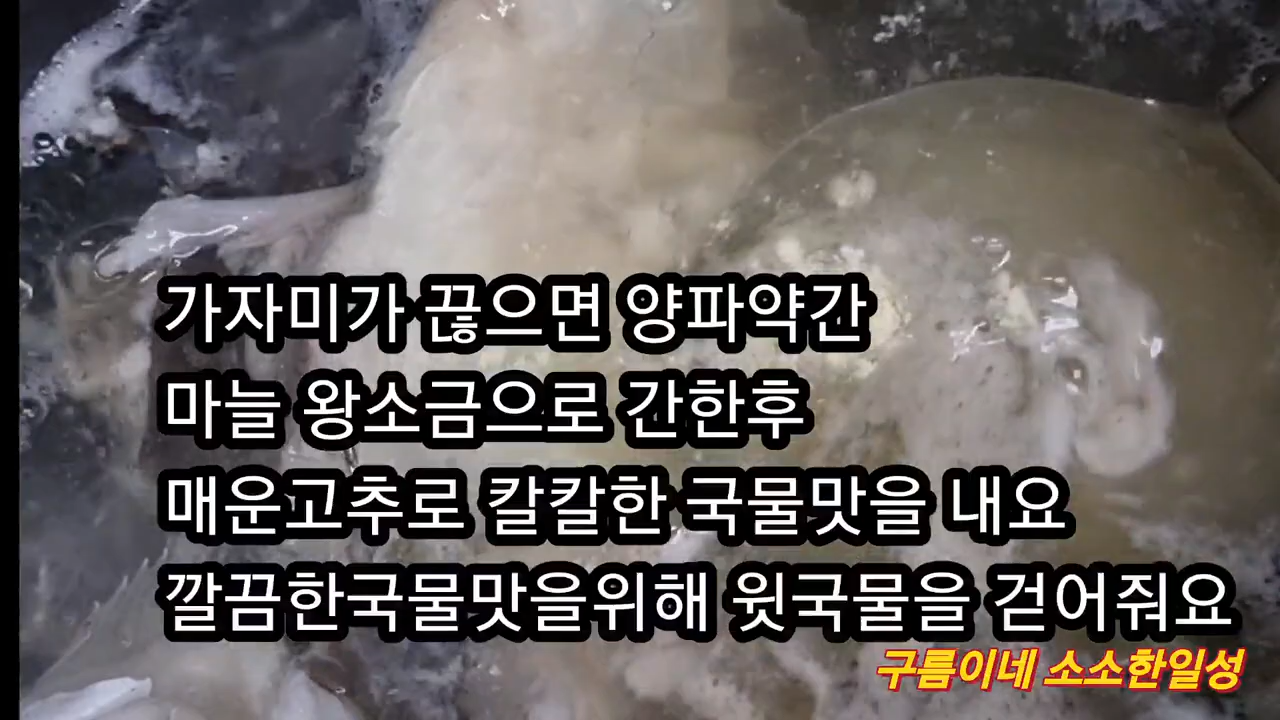 가자미가 끓으면 양파약간
마늘 왕소금으로 간한후
매운고추로 칼칼한 국물맛을 내요
깔끔한국물맛을위해 윗국물을 걷어줘요
구름이네 소소한일성